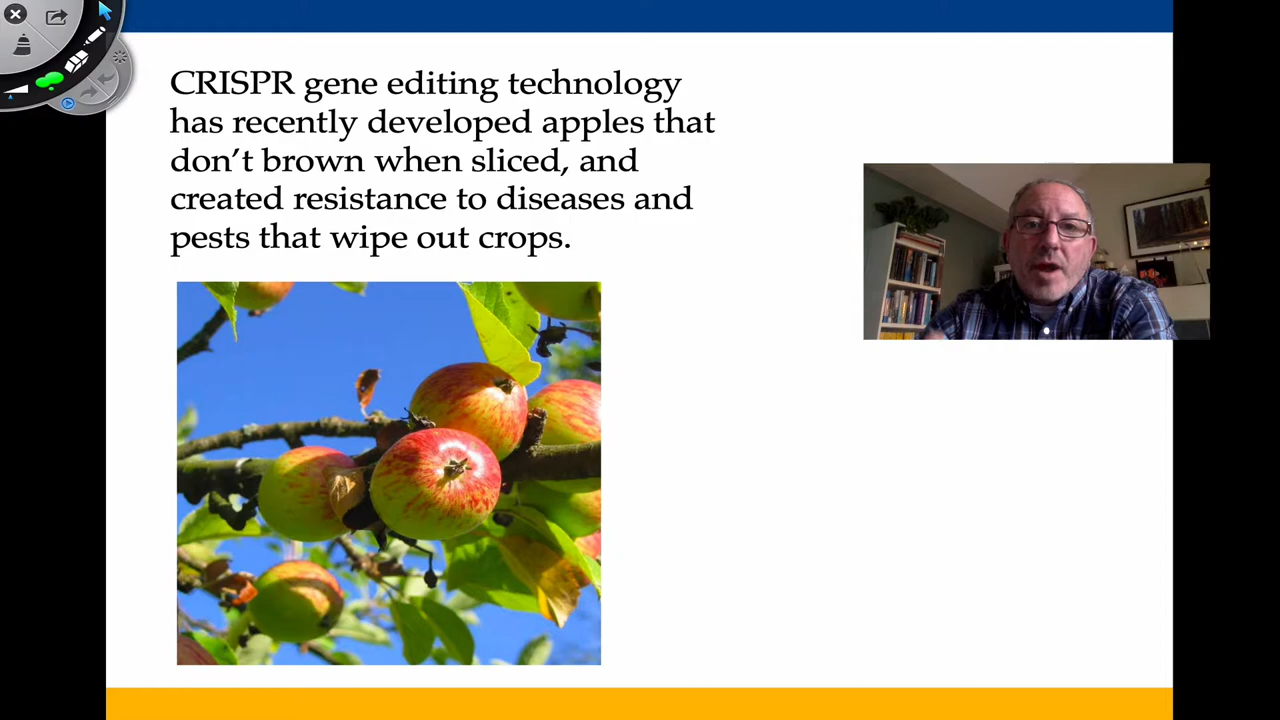 CRISPR gene editing technology
has recently developed apples that
don’t brown when sliced, and
created resistance to diseases and
pests that wipe out crops.